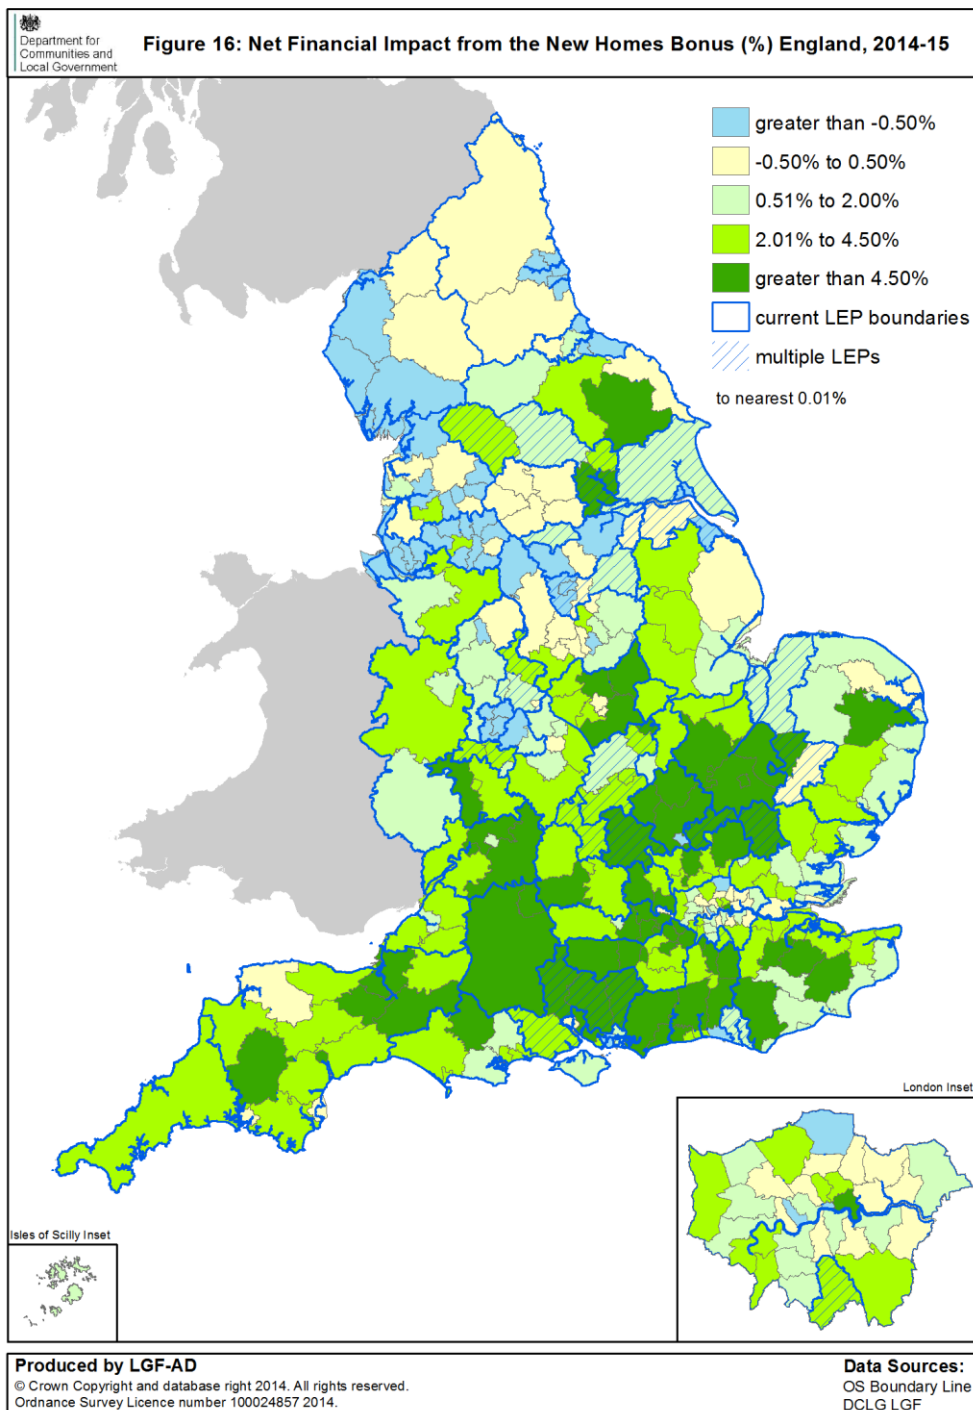 Department for
Communities and
Local Government
Figure 16: Net Financial Impact from the New Homes Bonus (%) England, 2014-15
greater than -0.50%
-0.50% to 0.50%
0.51% to 2.00%
2.01% to 4.50%
greater than 4.50%
current LEP boundaries
multiple LEPs
to nearest 0.01%
London Inset
Isles of Scilly Inset
Produced by LGF-AD
© Crown Copyright and database right 2014. All rights reserved.
Ordnance Survey Licence number 100024857 2014.
Data Sources:
OS Boundary Line
DCLG LGF